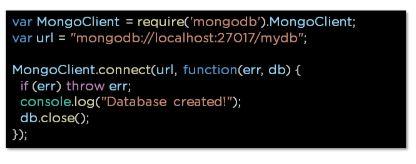 var MongoClient = require('mongodb').MongoClient;
var url = "mongodb://localhost:27017/mydb";
MongoClient.connect(url, function(err, db) {
if (err) throw err;
console.log("Database created!");
db.close();
});